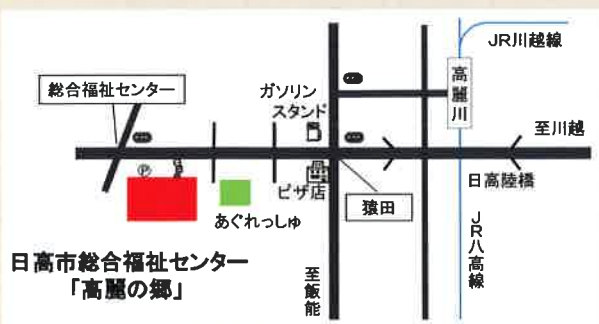 JR川越線
総合福祉センター
ガソリン
スタンド
高麗川
至川越
P
ピザ店
日高陸橋
あぐれっしゅ
猿田
JR八高線
日高市総合福祉センター
「高麗の郷」
至飯能